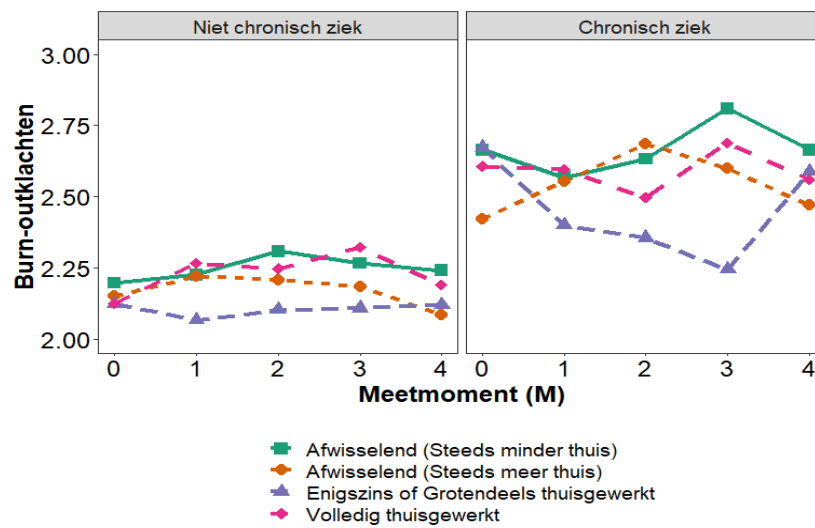 Niet chronisch ziek
Chronisch ziek
Burn-outklachten
3.00
2.75
2.50
2.25
2.00
0 1 2 3 4
0 1 2 3 4
Meetmoment (M)
Afwisselend (Steeds minder thuis)
Afwisselend (Steeds meer thuis)
Enigszins of Grotendeels thuisgewerkt
Volledig thuisgewerkt